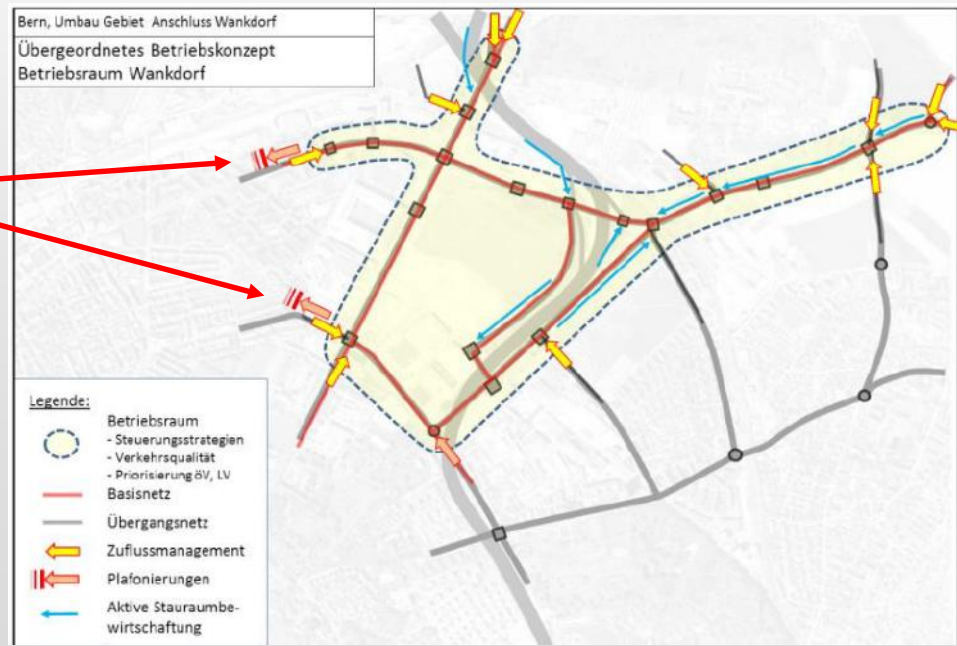 Bern, Umbau Gebiet Anschluss Wankdorf
Übergeordnetes Betriebskonzept
Betriebsraum Wankdorf
Legende:
Betriebsraum
- Steuerungsstrategien
- Verkehrsqualität
- Priorisierung öV, LV
Basisnetz
Übergangsnetz
Zuflussmanagement
Plafonierungen
Aktive Stauraumbe-
wirtschaftung